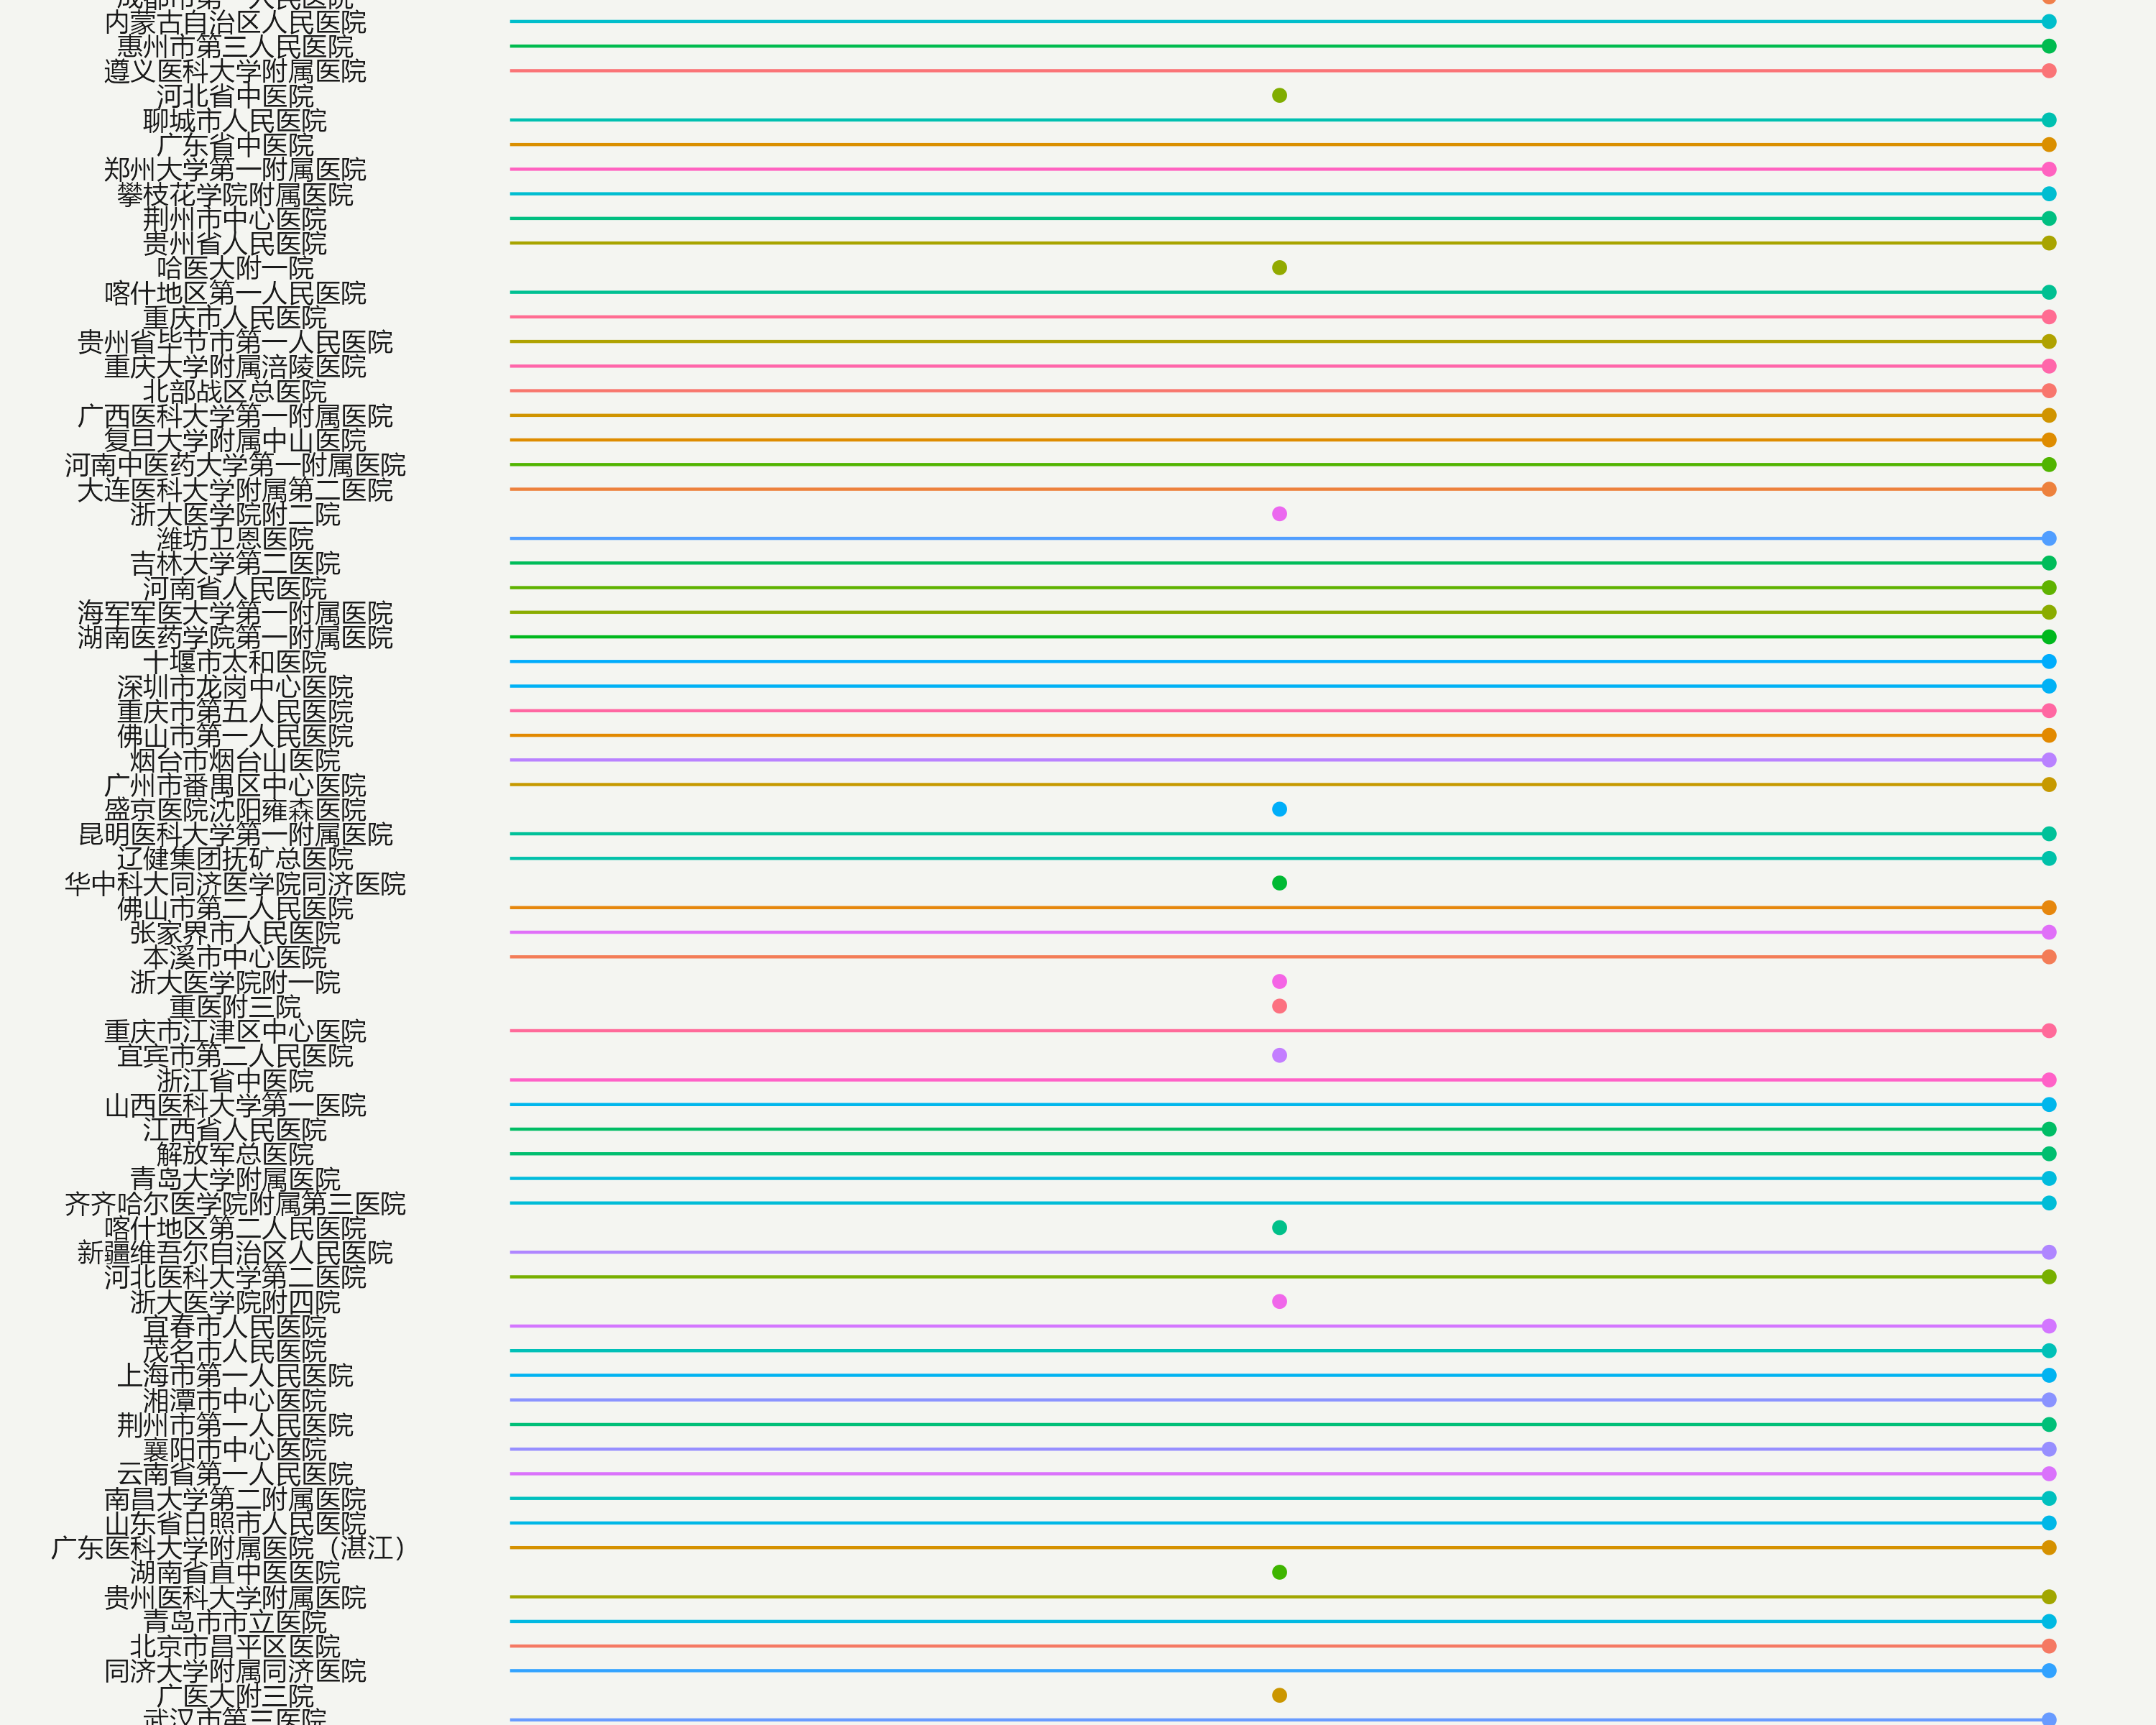 内蒙古自治区人民医院
惠州市第三人民医院
遵义医科大学附属医院
河北省中医院
聊城市人民医院
广东省中医院
郑州大学第一附属医院
攀枝花学院附属医院
荆州市中心医院
贵州省人民医院
哈医大附一院
喀什地区第一人民医院
重庆市人民医院
贵州省毕节市第一人民医院
重庆大学附属涪陵医院
北部战区总医院
广西医科大学第一附属医院
复旦大学附属中山医院
河南中医药大学第一附属医院
大连医科大学附属第二医院
浙大医学院附二院
潍坊卫恩医院
吉林大学第二医院
河南省人民医院
海军军医大学第一附属医院
湖南医药学院第一附属医院
十堰市太和医院
深圳市龙岗中心医院
重庆市第五人民医院
佛山市第一人民医院
烟台市烟台山医院
广州市番禺区中心医院
盛京医院沈阳雍森医院
昆明医科大学第一附属医院
辽健集团抚矿总医院
华中科大同济医学院同济医院
佛山市第二人民医院
张家界市人民医院
本溪市中心医院
浙大医学院附一院
重医附三院
重庆市江津区中心医院
宜宾市第二人民医院
浙江省中医院
山西医科大学第一医院
江西省人民医院
解放军总医院
青岛大学附属医院
齐齐哈尔医学院附属第三医院
喀什地区第二人民医院
新疆维吾尔自治区人民医院
河北医科大学第二医院
浙大医学院附四院
宜春市人民医院
茂名市人民医院
上海市第一人民医院
湘潭市中心医院
荆州市第一人民医院
襄阳市中心医院
云南省第一人民医院
南昌大学第二附属医院
山东省日照市人民医院
广东医科大学附属医院（湛江）
湖南省直中医医院
贵州医科大学附属医院
青岛市市立医院
北京市昌平区医院
同济大学附属同济医院
广医大附三院
武汉市第三医院